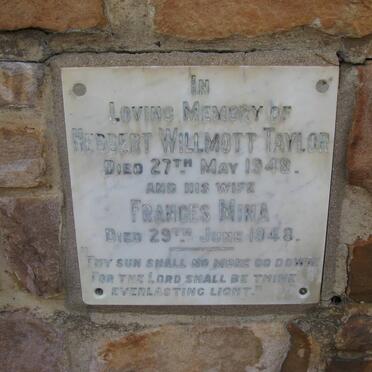 IN
LOVING MEMORY OF
HERBERT WILLMOTT TAYLOR
DIED 27TH MAY 1948.
AND HIS WIFE
FRANCES MINA
DIED 29TH JUNE 1948.
"THY SUN SHALL NO MORE GO DOWN
FOR THE LORD SHALL BE THINE
EVERLASTING LIGHT."